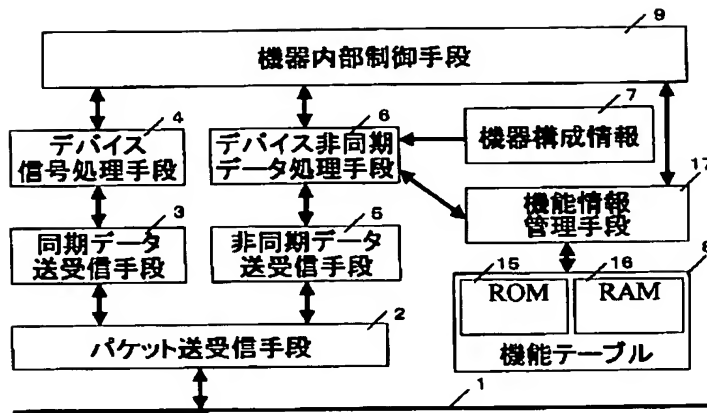 9
機器内部制御手段
4
デバイス
信号処理手段
6
デバイス非同期
データ処理手段
7
機器構成情報
17
機能情報
管理手段
3
同期データ
送受信手段
5
非同期データ
送受信手段
8
15
ROM
16
RAM
機能テーブル
2
パケット送受信手段
1